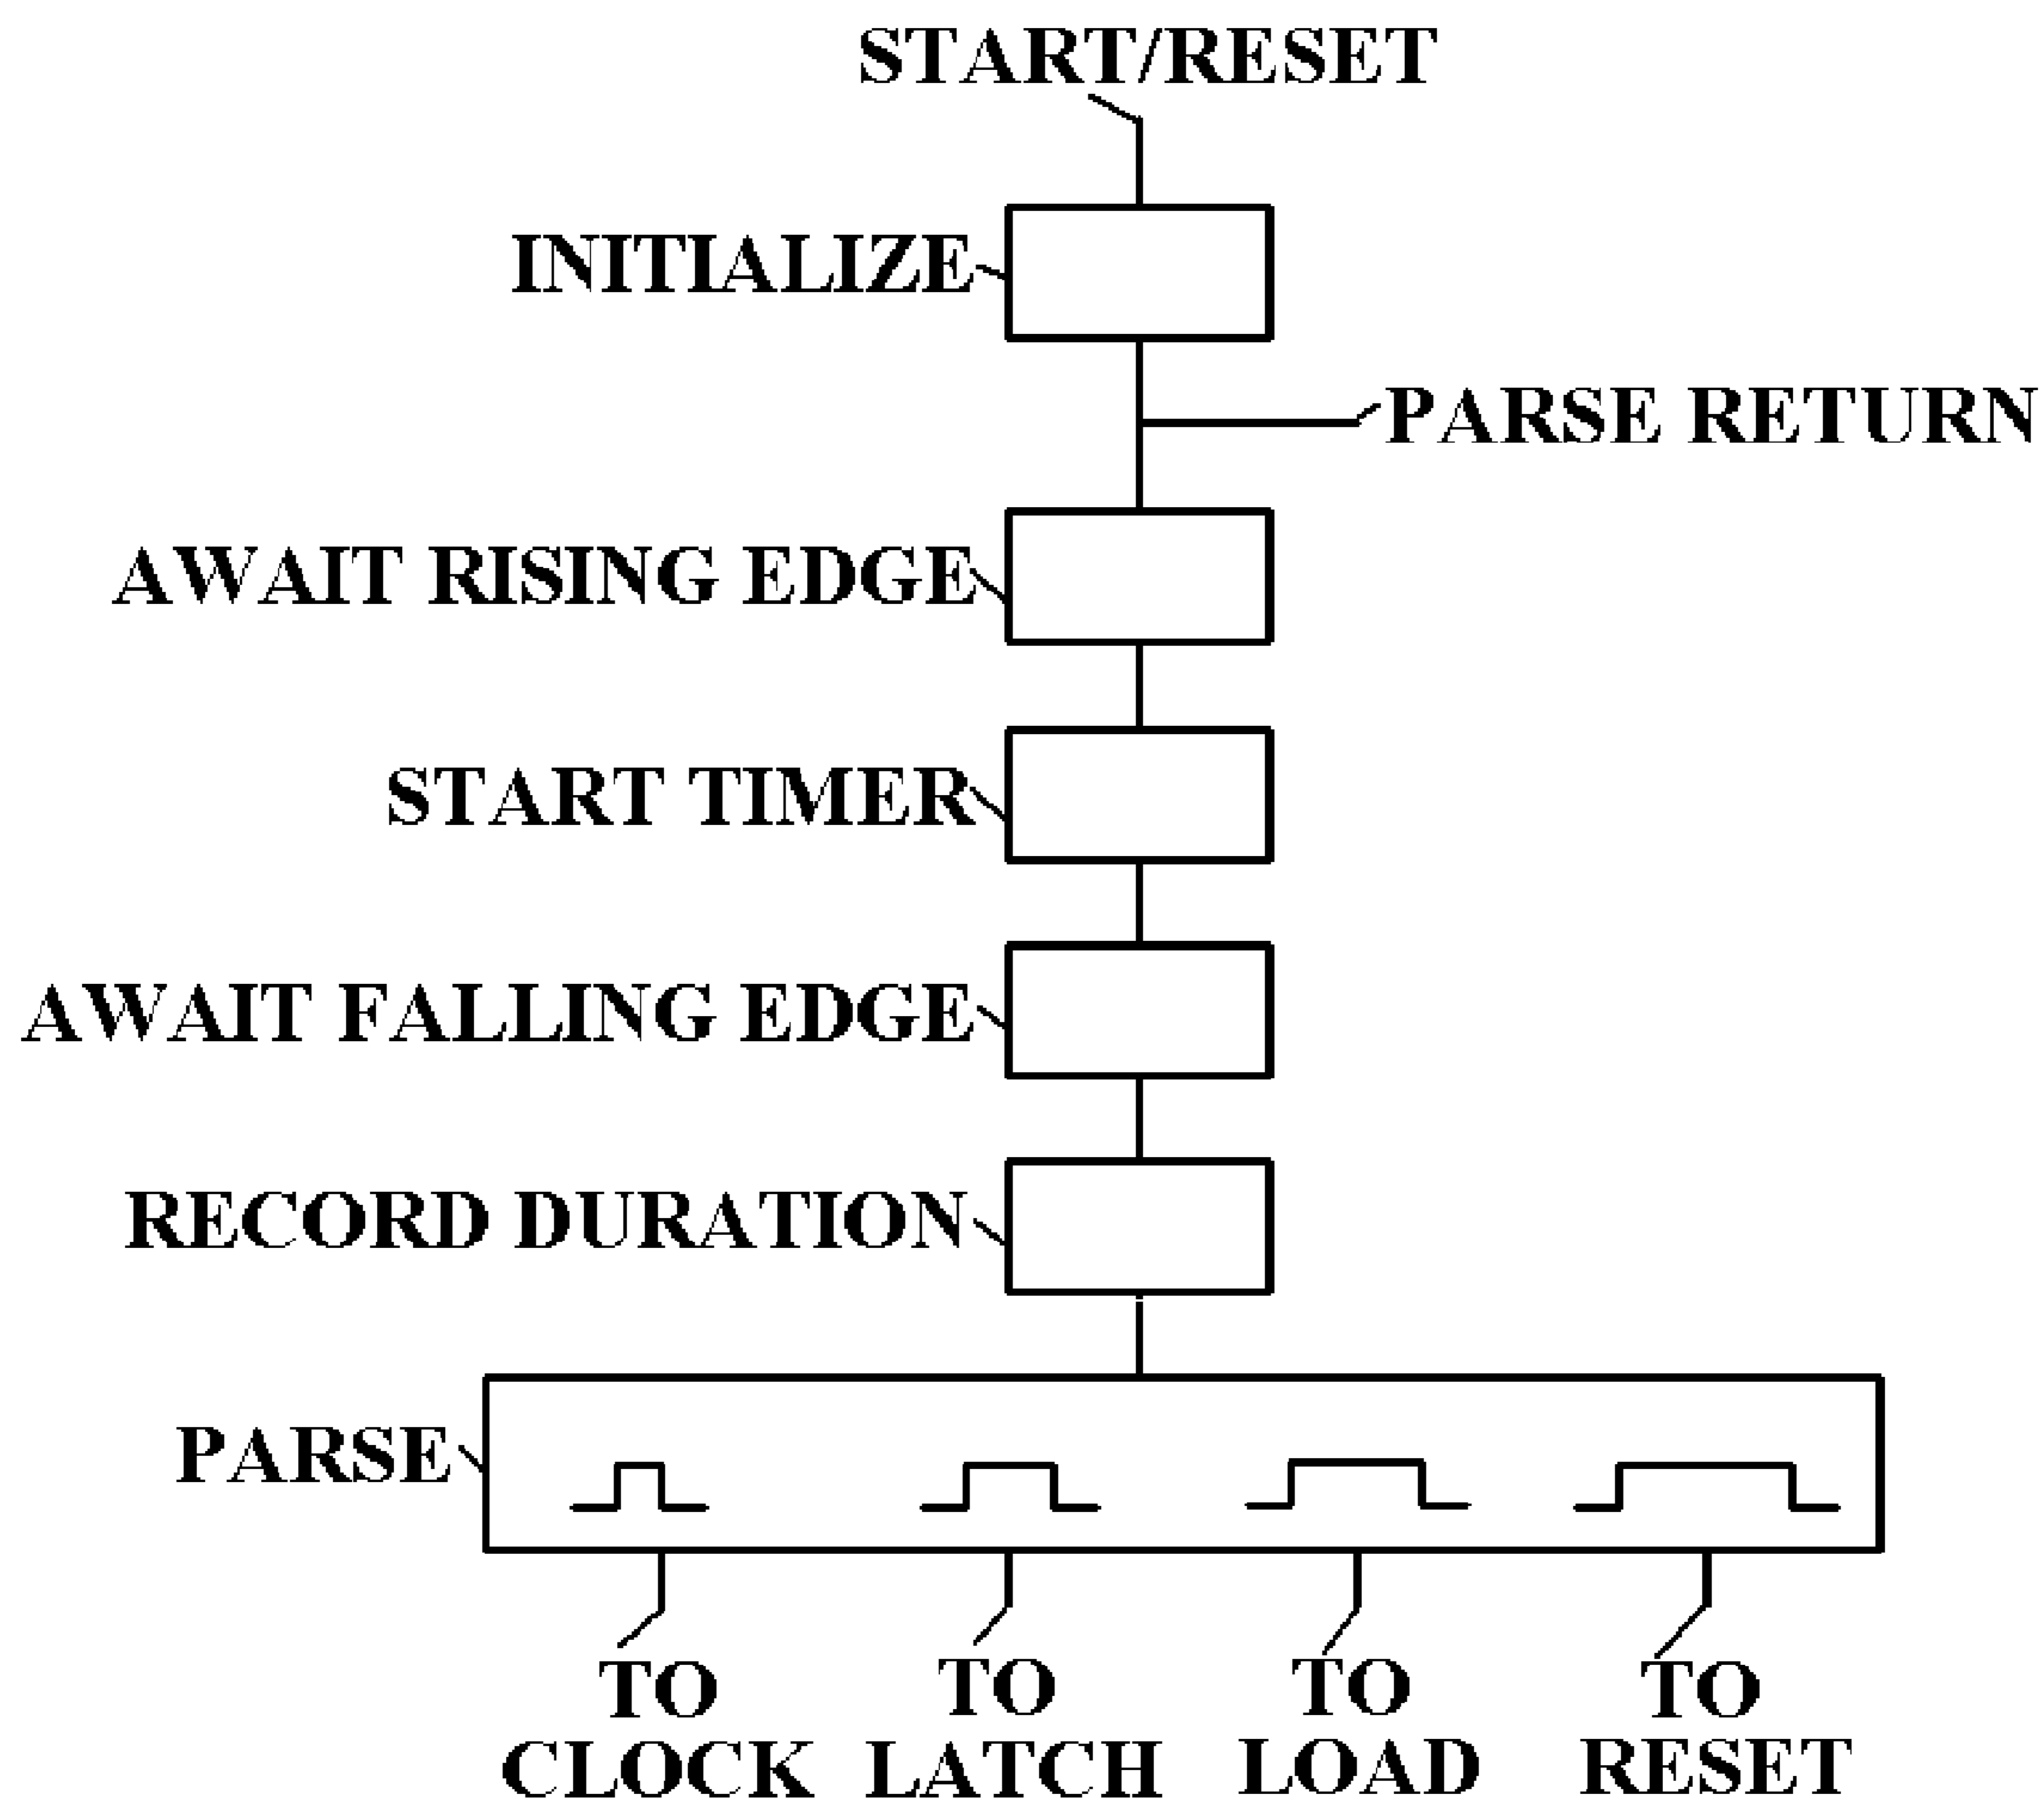 START/RESET
INITIALIZE
PARSE RETURN
AWAIT RISING EDGE
START TIMER
AWAIT FALLING EDGE
RECORD DURATION
PARSE
TO CLOCK
TO LATCH
TO LOAD
TO RESET